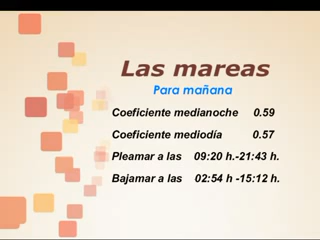 Las mareas
Para mañana
Coeficiente medianoche 0.59
Coeficiente mediodía 0.57
Pleamar a las 09:20 h.-21:43 h.
Bajamar a las 02:54 h -15:12 h.